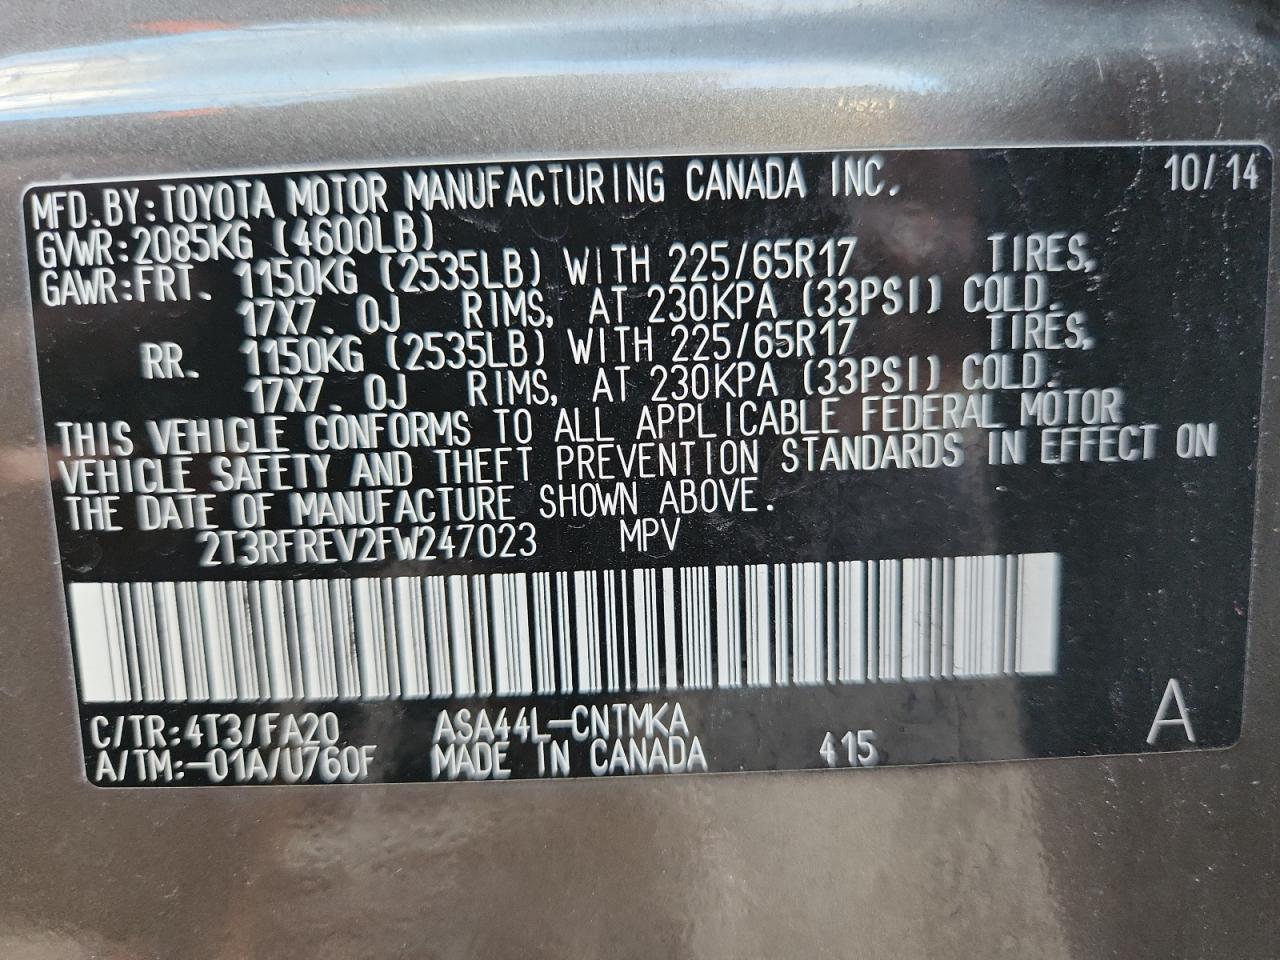 MFD.BY:TOYOTA MOTOR MANUFACTURING CANADA INC. 10/14
GVWR:2085KG (4600LB)
GAWR:FRT. 1150KG (2535LB) WITH 225/65R17 TIRES,
17X7.0J RIMS, AT 230KPA (33PSI) COLD.
RR. 1150KG (2535LB) WITH 225/65R17 TIRES,
17X7.0J RIMS, AT 230KPA (33PSI) COLD.
THIS VEHICLE CONFORMS TO ALL APPLICABLE FEDERAL MOTOR
VEHICLE SAFETY AND THEFT PREVENTION STANDARDS IN EFFECT ON
THE DATE OF MANUFACTURE SHOWN ABOVE.
2T3RFREV2FW247023 MPV
C/TR:4T3/FA20 ASA44L-CNTMKA
A/TM:-01A/U760F MADE IN CANADA 415 A